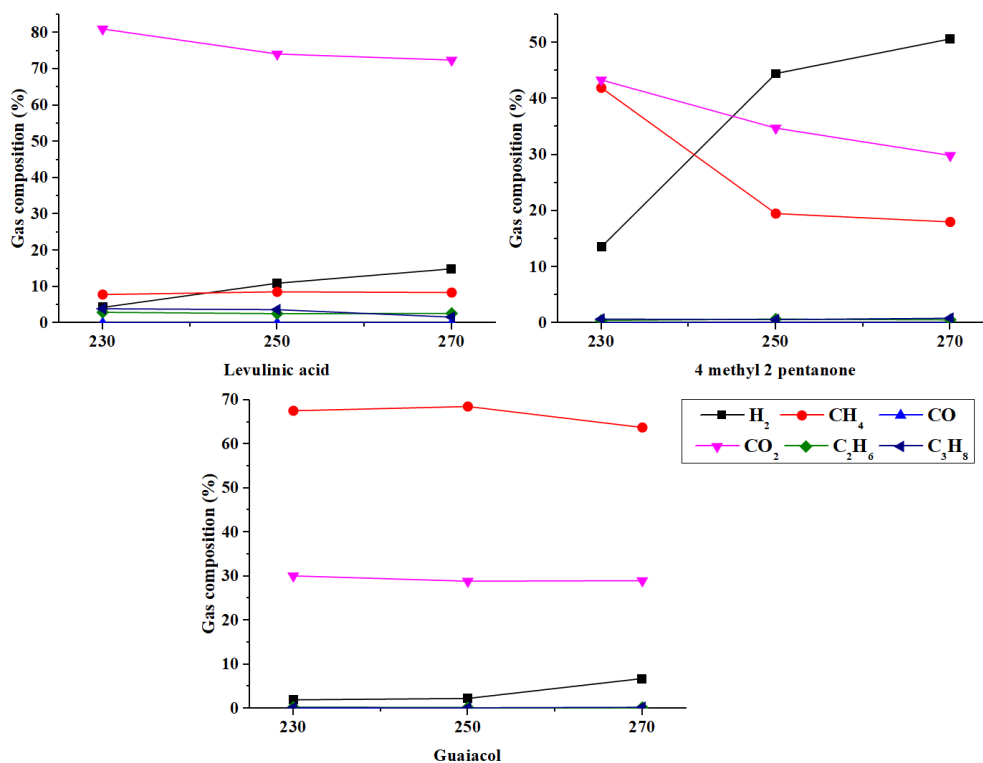 Gas composition (%)
80
70
60
50
40
30
20
10
0
230 250 270
Levulinic acid
Gas composition (%)
50
40
30
20
10
0
230 250 270
4 methyl 2 pentanone
Gas composition (%)
70
60
50
40
30
20
10
0
230 250 270
Guaiacol
H₂ CH₄ CO
CO₂ C₂H₆ C₃H₈